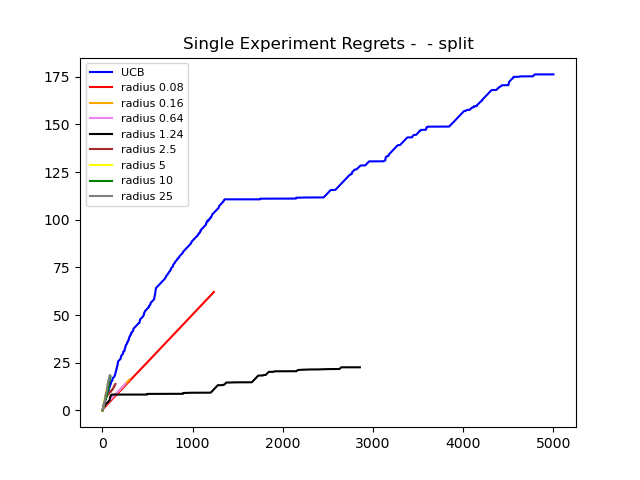 Single Experiment Regrets -  - split
UCB
radius 0.08
radius 0.16
radius 0.64
radius 1.24
radius 2.5
radius 5
radius 10
radius 25
175
150
125
100
75
50
25
0
0 1000 2000 3000 4000 5000